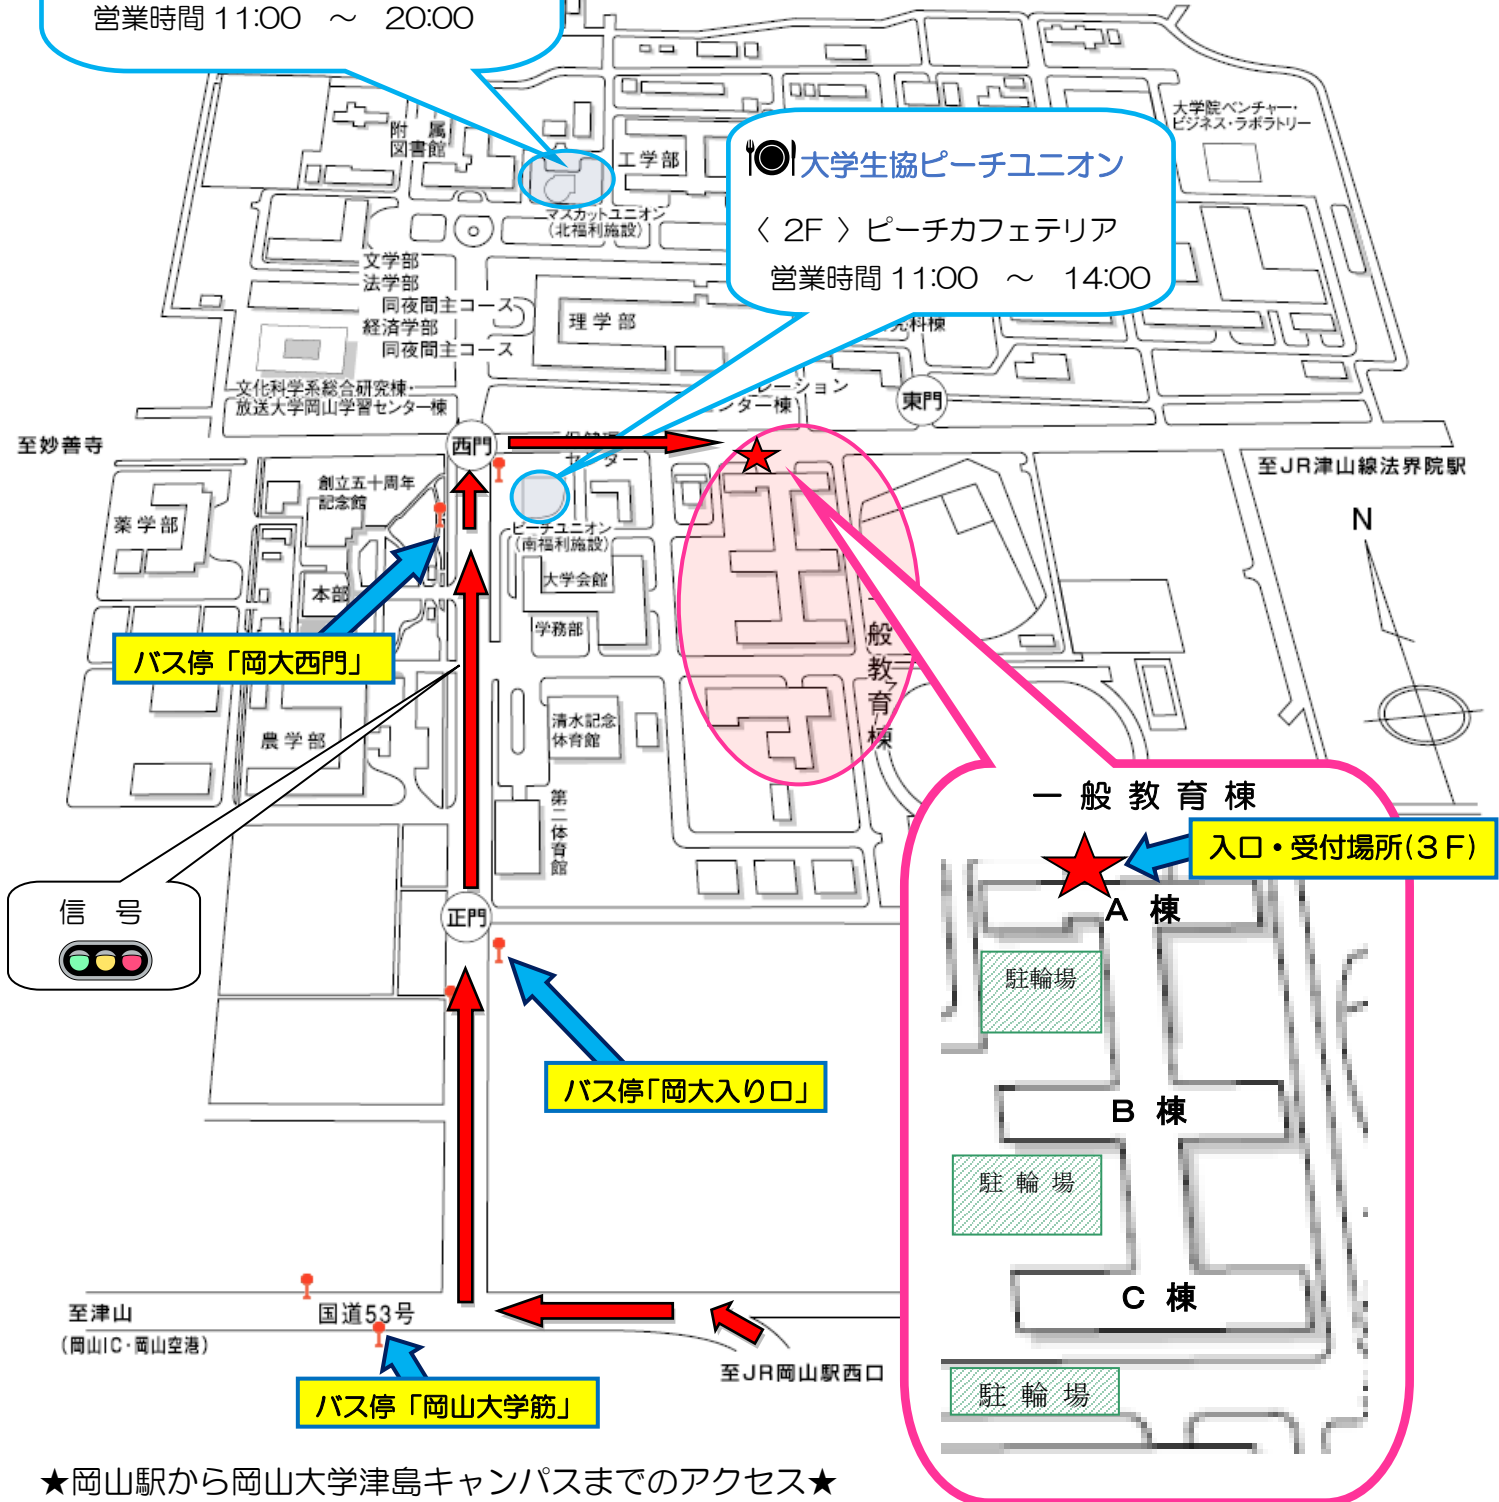 営業時間 11:00 ～ 20:00
大学院ベンチャー・
ビジネス・ラボラトリー
附属
図書館
工学部
大学生協ピーチユニオン
〈 2F 〉ピーチカフェテリア
営業時間 11:00 ～ 14:00
マスカットユニオン
(北福利施設)
文学部
法学部
同夜間主コース
経済学部
同夜間主コース
理学部
科棟
文化科学系総合研究棟・
放送大学岡山学習センター棟
レーション
ンター棟
東門
至妙善寺
西門
センター
至JR津山線法界院駅
創立五十周年
記念館
薬学部
N
ピーチユニオン
(南福利施設)
大学会館
本部
学務部
一般教育棟
バス停「岡大西門」
農学部
清水記念
体育館
第二体育館
一般教育棟
入口・受付場所(3F)
信号
正門
A 棟
駐輪場
バス停「岡大入り口」
B 棟
駐輪場
C 棟
至津山
(岡山IC・岡山空港)
国道53号
至JR岡山駅西口
駐輪場
バス停「岡山大学筋」
★岡山駅から岡山大学津島キャンパスまでのアクセス★